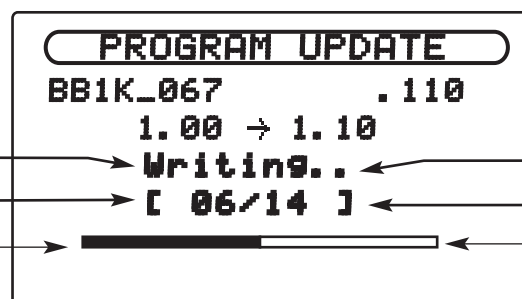 PROGRAM UPDATE
BB1K_067 .110
1.00 → 1.10
Writing..
[ 06/14 ]